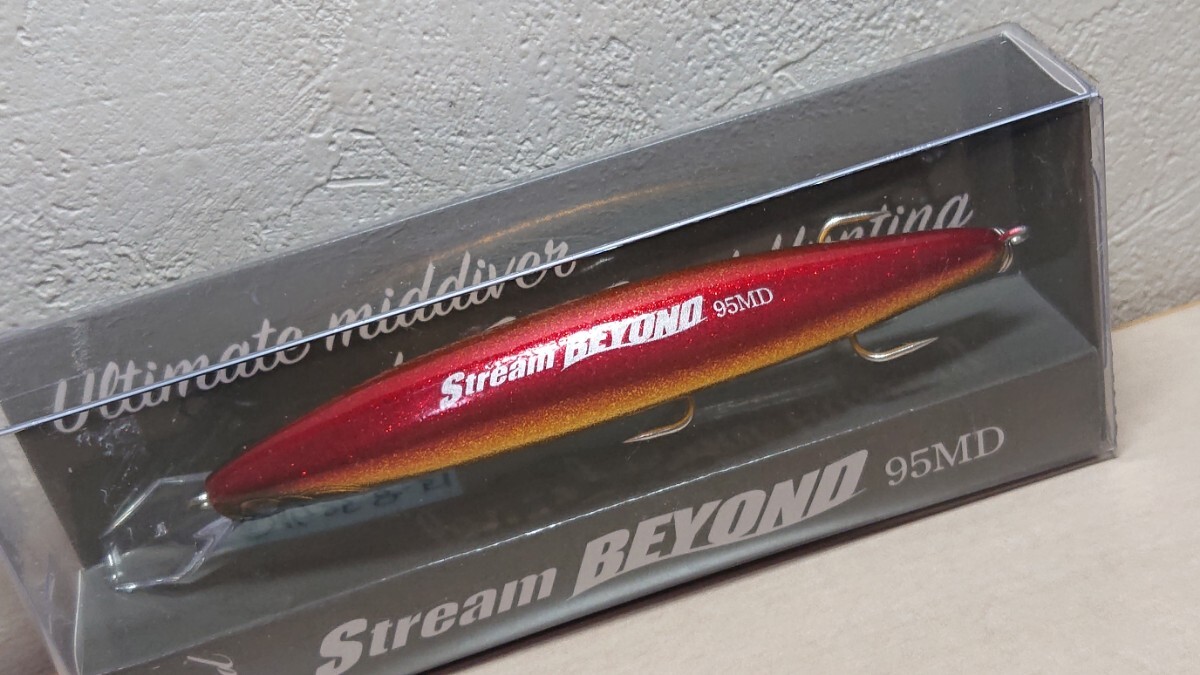 Ultimate middiver
Hunting
Stream BEYOND 95MD
Stream BEYOND 95MD